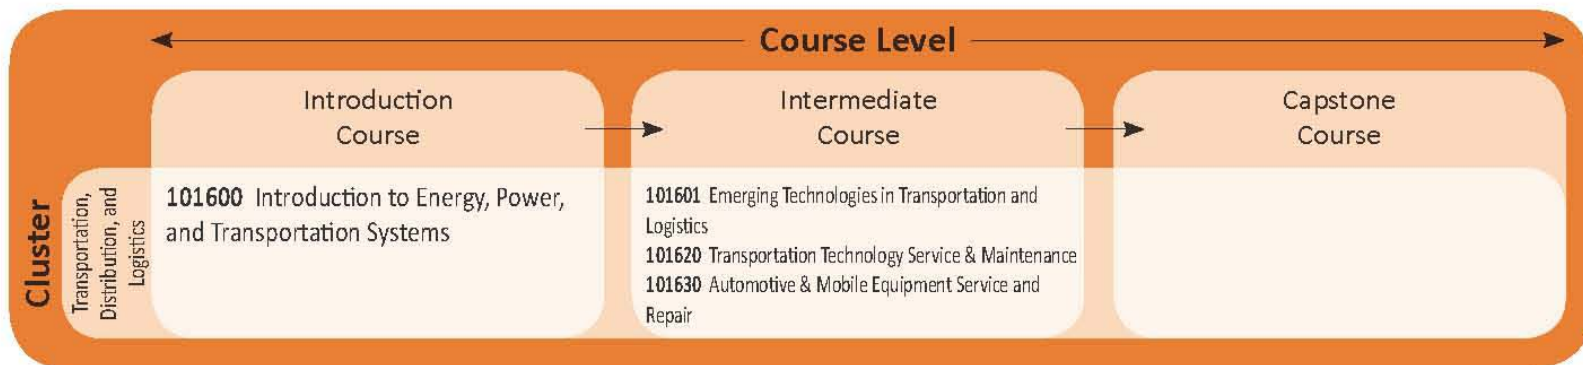 Course Level
Introduction
Course
Intermediate
Course
Capstone
Course
Cluster
Transportation,
Distribution, and
Logistics
101600 Introduction to Energy, Power,
and Transportation Systems
101601 Emerging Technologies in Transportation and
Logistics
101620 Transportation Technology Service & Maintenance
101630 Automotive & Mobile Equipment Service and
Repair